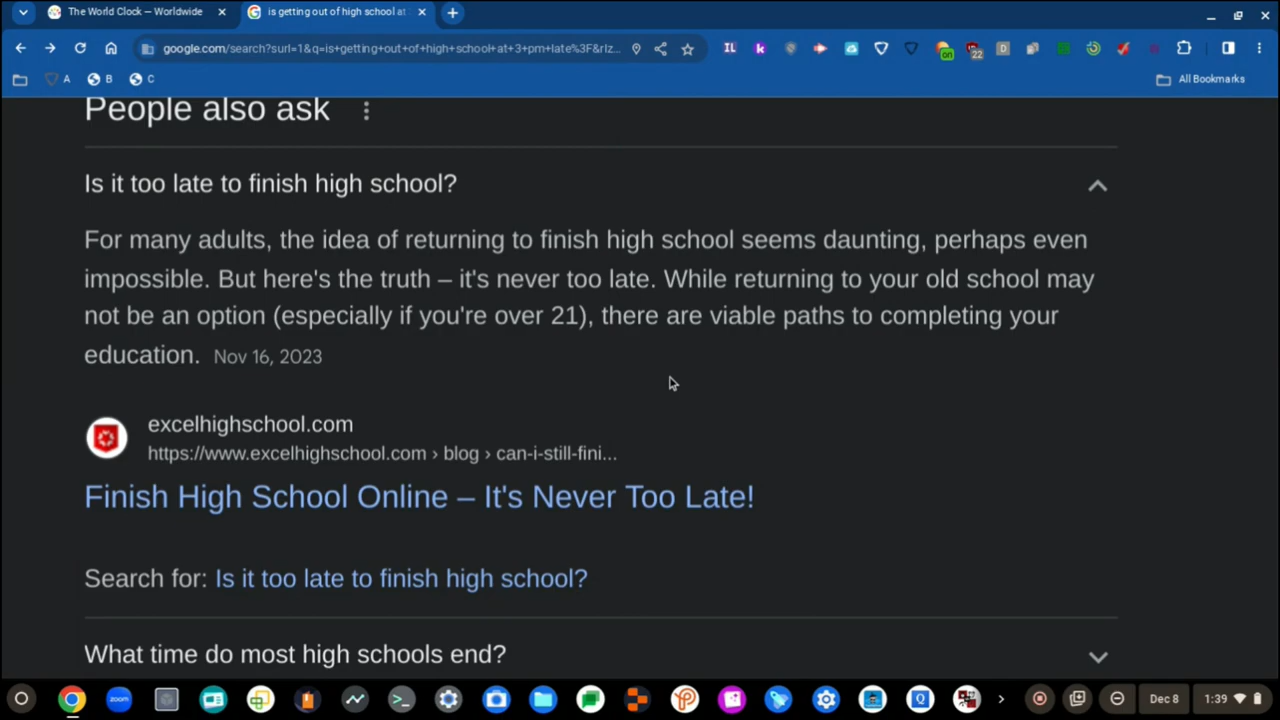 The World Clock — Worldwide
is getting out of high school at
google.com/search?surl=1&q=is+getting+out+of+high+school+at+3+pm+late%3F&rlz...
IL
k
on
22
D
A
B
C
All Bookmarks
People also ask
Is it too late to finish high school?
For many adults, the idea of returning to finish high school seems daunting, perhaps even
impossible. But here's the truth – it's never too late. While returning to your old school may
not be an option (especially if you're over 21), there are viable paths to completing your
education. Nov 16, 2023
excelhighschool.com
https://www.excelhighschool.com › blog › can-i-still-fini...
Finish High School Online – It's Never Too Late!
Search for: Is it too late to finish high school?
What time do most high schools end?
zoom
Q
Dec 8
1:39